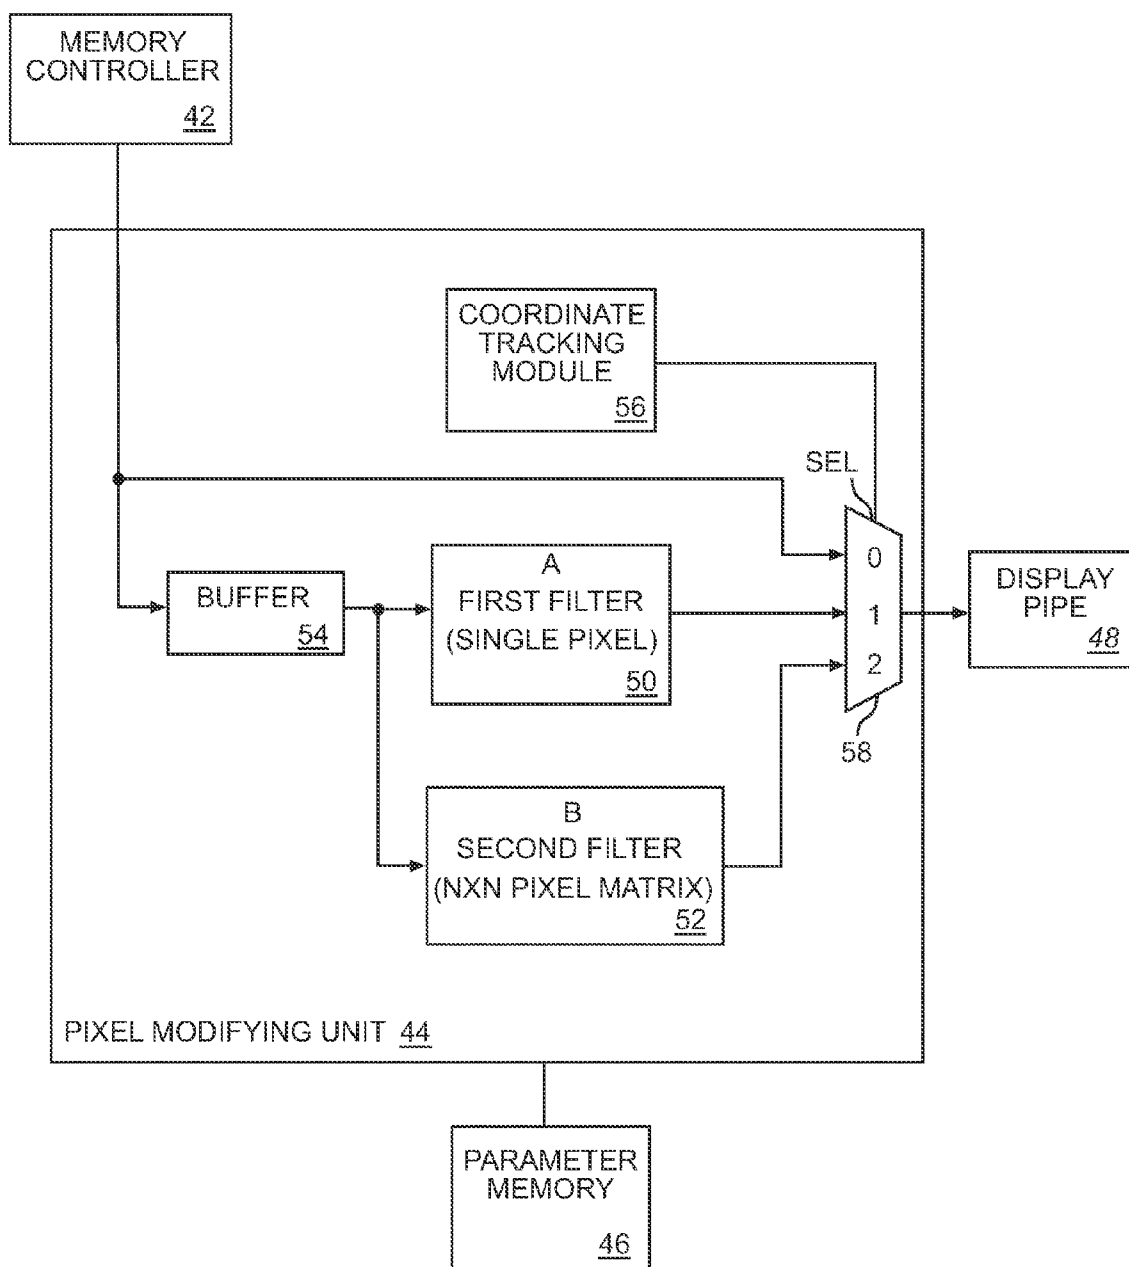 MEMORY
CONTROLLER
42
COORDINATE
TRACKING
MODULE
56
SEL
0
1
2
58
BUFFER
54
A
FIRST FILTER
(SINGLE PIXEL)
50
DISPLAY
PIPE
48
B
SECOND FILTER
(NXN PIXEL MATRIX)
52
PIXEL MODIFYING UNIT 44
PARAMETER
MEMORY
46